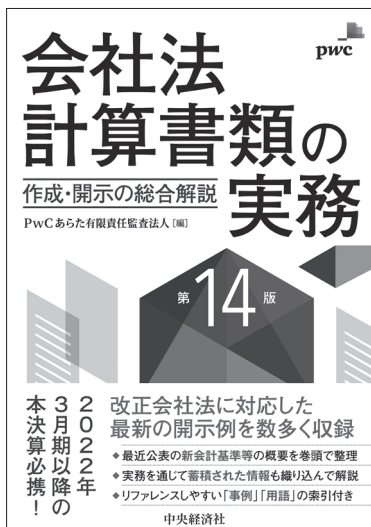 pwc
会社法
計算書類の
実務
作成・開示の総合解説
PwCあらた有限責任監査法人[編]
第14版
2022年
3月期以降の
本決算必携！
改正会社法に対応した
最新の開示例を数多く収録
◆最近公表の新会計基準等の概要を巻頭で整理
◆実務を通じて蓄積された情報も織り込んで解説
◆リファレンスしやすい「事例」「用語」の索引付き
中央経済社